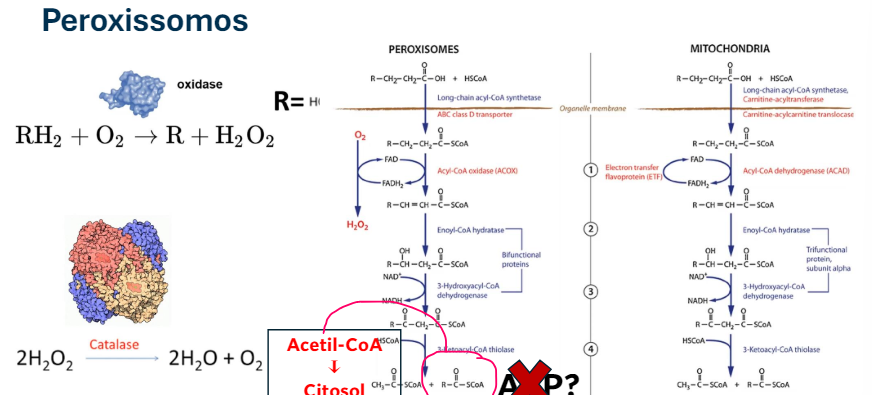 Peroxissomos
oxidase
RH₂ + O₂ → R + H₂O₂
Catalase
2H₂O₂ → 2H₂O + O₂
R=
PEROXISOMES
R–CH₂–CH₂–C–OH + HSCoA
O
Long-chain acyl-CoA synthetase
ABC class D transporter
Organelle membrane
O₂
O
R–CH₂–CH₂–C–SCoA
FAD
Acyl-CoA oxidase (ACOX)
FADH₂
O
R–CH=CH–C–SCoA
H₂O₂
Enoyl-CoA hydratase
OH O
R–CH–CH₂–C–SCoA
Bifunctional
proteins
NAD⁺
3-Hydroxyacyl-CoA
dehydrogenase
NADH
O O
R–C–CH₂–C–SCoA
HSCoA
3-Ketoacyl-CoA thiolase
O O
CH₃–C–SCoA + R–C–SCoA
Acetil-CoA
↓
Citosol
P?
1
2
3
4
MITOCHONDRIA
O
R–CH₂–CH₂–C–OH + HSCoA
Long-chain acyl-CoA synthetase,
Carnitine-acyltransferase
Carnitine-acylcarnitine translocase
O
R–CH₂–CH₂–C–SCoA
Electron transfer
flavoprotein (ETF)
FAD
Acyl-CoA dehydrogenase (ACAD)
FADH₂
O
R–CH=CH–C–SCoA
Enoyl-CoA hydratase
OH O
R–CH–CH₂–C–SCoA
Trifunctional
protein,
subunit alpha
NAD⁺
3-Hydroxyacyl-CoA
dehydrogenase
NADH
O O
R–C–CH₂–C–SCoA
HSCoA
3-Ketoacyl-CoA thiolase
O O
CH₃–C–SCoA + R–C–SCoA